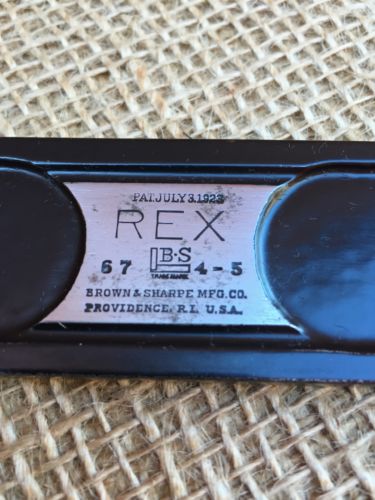 PAT. JULY 3. 1923
REX
B·S
67 4-5
TRADE MARK
BROWN & SHARPE MFG. CO.
PROVIDENCE, R.I. U.S.A.